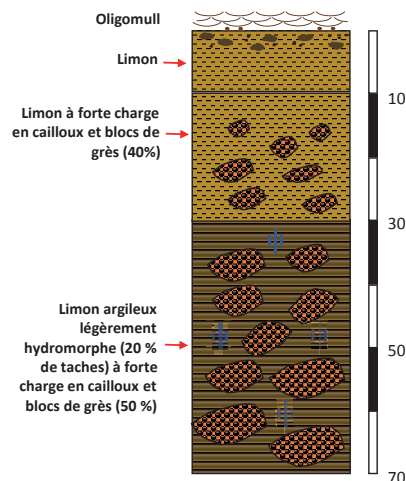 Oligomull
Limon
10
Limon à forte charge
en cailloux et blocs de
grès (40%)
30
Limon argileux
légèrement
hydromorphe (20 %
de taches) à forte
charge en cailloux et
blocs de grès (50 %)
50
70